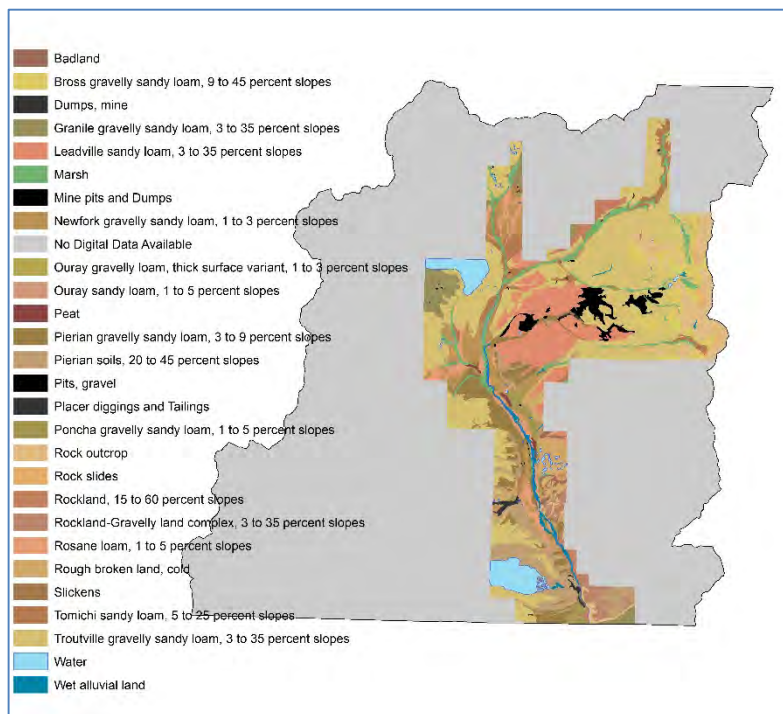 Badland
Bross gravelly sandy loam, 9 to 45 percent slopes
Dumps, mine
Granile gravelly sandy loam, 3 to 35 percent slopes
Leadville sandy loam, 3 to 35 percent slopes
Marsh
Mine pits and Dumps
Newfork gravelly sandy loam, 1 to 3 percent slopes
No Digital Data Available
Ouray gravelly loam, thick surface variant, 1 to 3 percent slopes
Ouray sandy loam, 1 to 5 percent slopes
Peat
Pierian gravelly sandy loam, 3 to 9 percent slopes
Pierian soils, 20 to 45 percent slopes
Pits, gravel
Placer diggings and Tailings
Poncha gravelly sandy loam, 1 to 5 percent slopes
Rock outcrop
Rock slides
Rockland, 15 to 60 percent slopes
Rockland-Gravelly land complex, 3 to 35 percent slopes
Rosane loam, 1 to 5 percent slopes
Rough broken land, cold
Slickens
Tomichi sandy loam, 5 to 25 percent slopes
Troutville gravelly sandy loam, 3 to 35 percent slopes
Water
Wet alluvial land